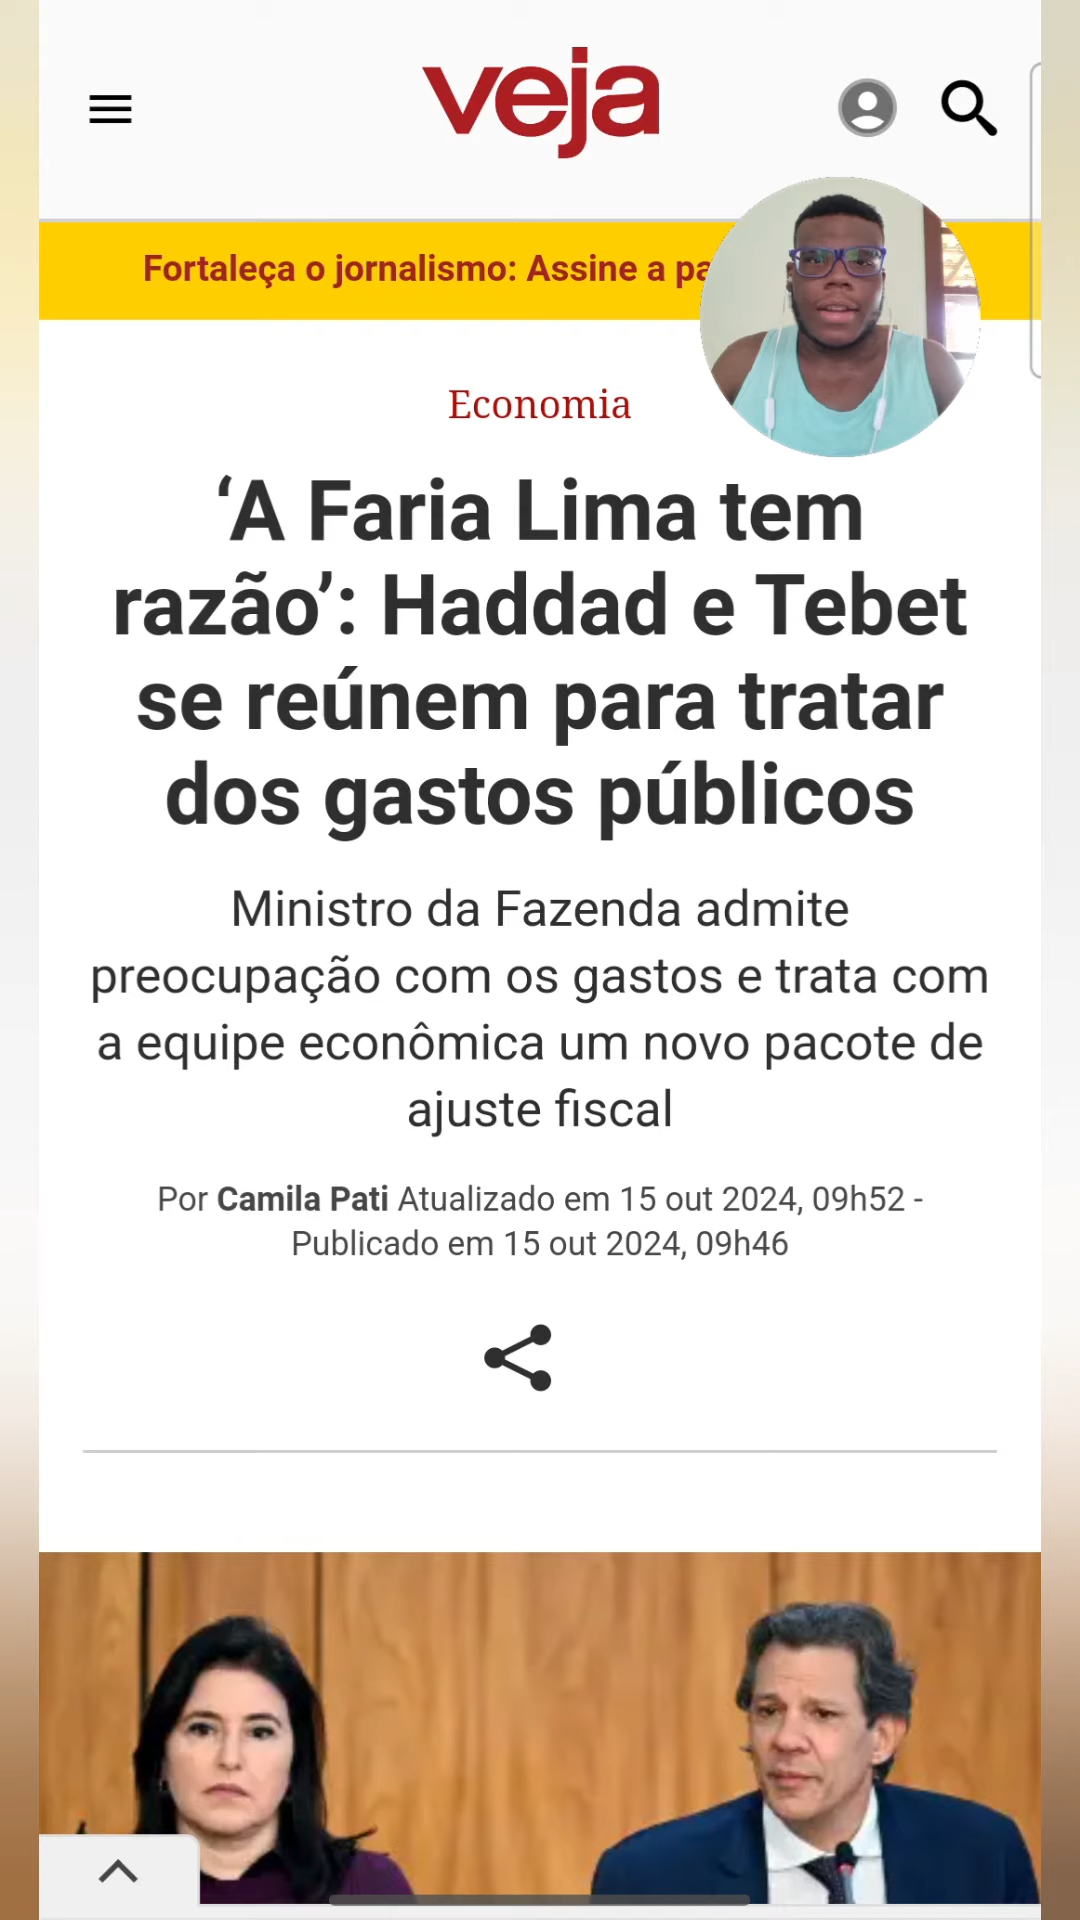 veja
Fortaleça o jornalismo: Assine a
Economia
‘A Faria Lima tem
razão’: Haddad e Tebet
se reúnem para tratar
dos gastos públicos
Ministro da Fazenda admite
preocupação com os gastos e trata com
a equipe econômica um novo pacote de
ajuste fiscal
Por Camila Pati Atualizado em 15 out 2024, 09h52 -
Publicado em 15 out 2024, 09h46